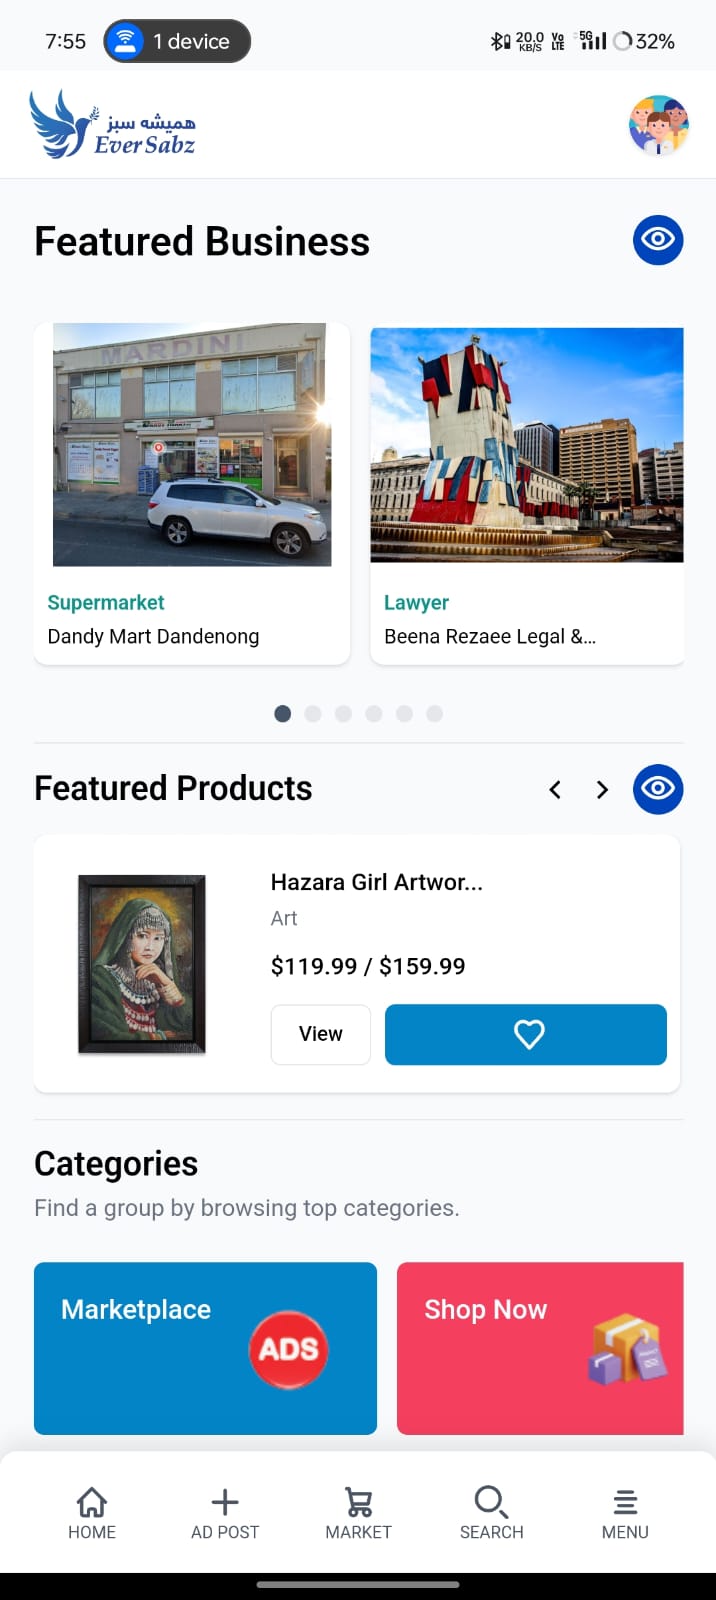 7:55
1 device
20.0 KB/S
Vo LTE
5G
32%
همیشه سبز
Ever Sabz
Featured Business
MARDINI
DANDY MART
Supermarket
Dandy Mart Dandenong
Lawyer
Beena Rezaee Legal &...
Featured Products
Hazara Girl Artwor...
Art
$119.99 / $159.99
View
Categories
Find a group by browsing top categories.
Marketplace
ADS
Shop Now
HOME
AD POST
MARKET
SEARCH
MENU